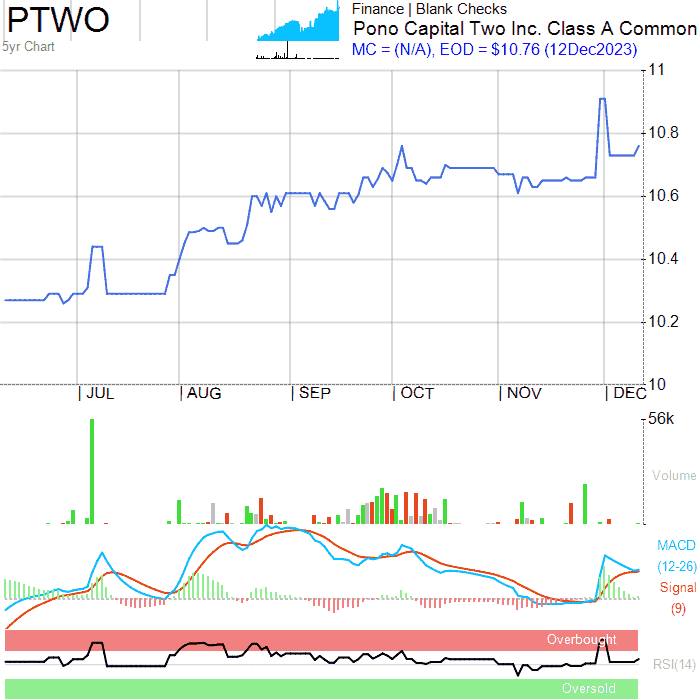 PTWO
5yr Chart
Finance | Blank Checks
Pono Capital Two Inc. Class A Common
MC = (N/A), EOD = $10.76 (12Dec2023)
11
10.8
10.6
10.4
10.2
10
JUL AUG SEP OCT NOV DEC
56k
Volume
MACD
(12-26)
Signal
(9)
Overbought
RSI(14)
Oversold